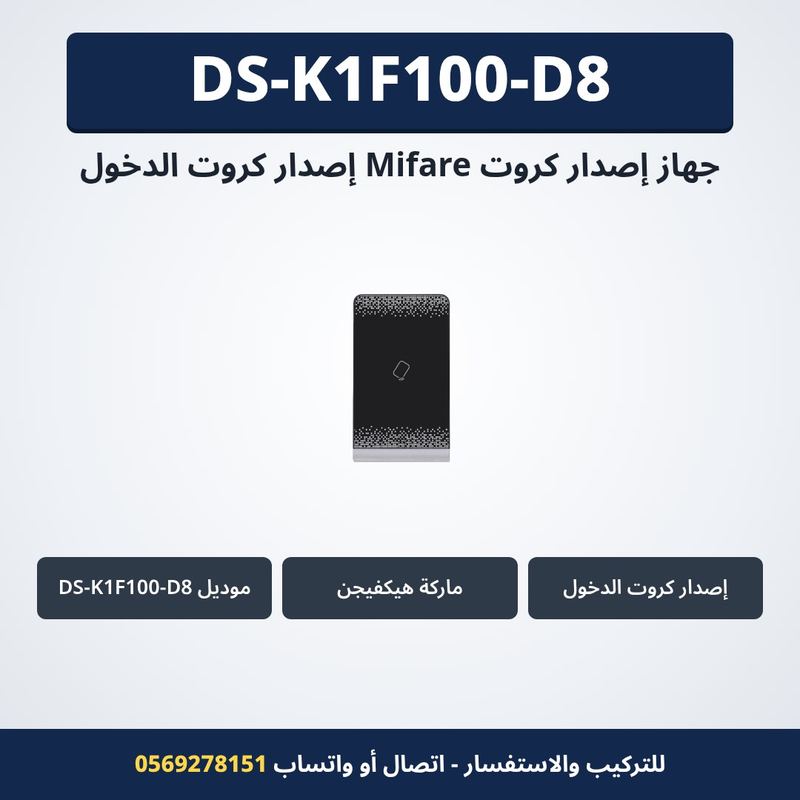 DS-K1F100-D8
جهاز إصدار كروت Mifare إصدار كروت الدخول
إصدار كروت الدخول
ماركة هيكفيجن
موديل DS-K1F100-D8
للتركيب والاستفسار - اتصال أو واتساب 0569278151